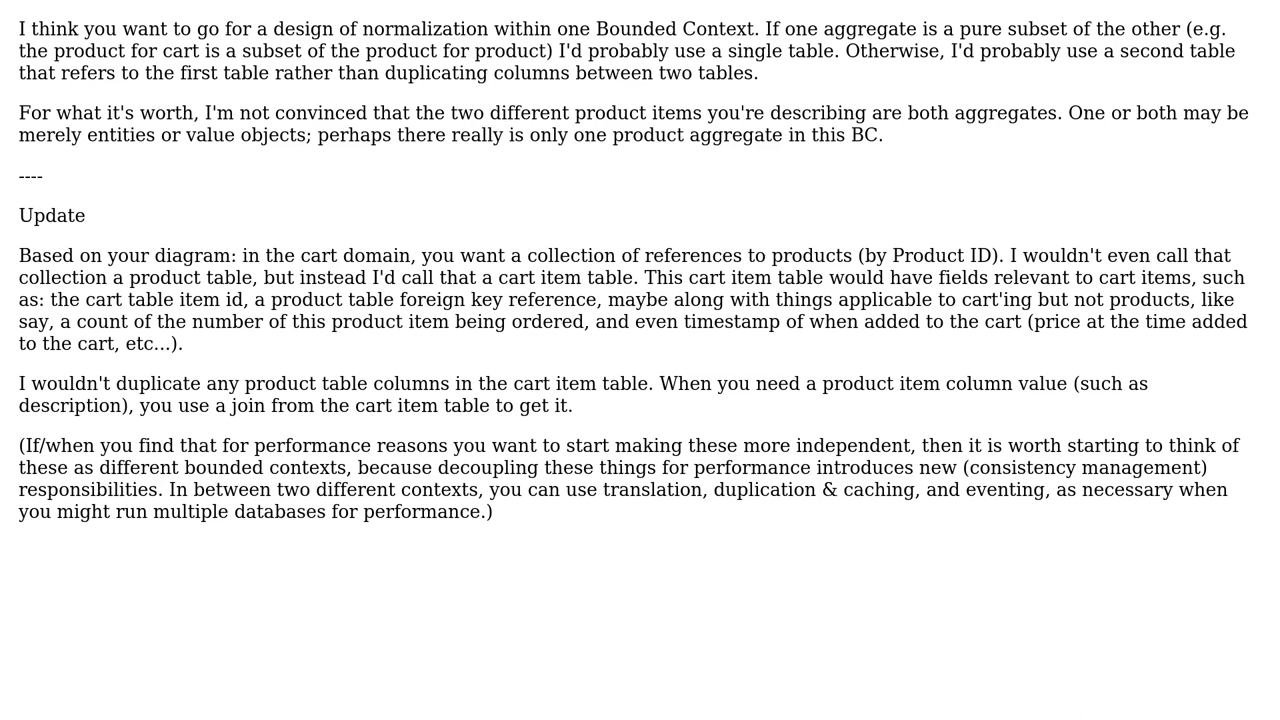 I think you want to go for a design of normalization within one Bounded Context. If one aggregate is a pure subset of the other (e.g.
the product for cart is a subset of the product for product) I'd probably use a single table. Otherwise, I'd probably use a second table
that refers to the first table rather than duplicating columns between two tables.
For what it's worth, I'm not convinced that the two different product items you're describing are both aggregates. One or both may be
merely entities or value objects; perhaps there really is only one product aggregate in this BC.
----
Update
Based on your diagram: in the cart domain, you want a collection of references to products (by Product ID). I wouldn't even call that
collection a product table, but instead I'd call that a cart item table. This cart item table would have fields relevant to cart items, such
as: the cart table item id, a product table foreign key reference, maybe along with things applicable to cart'ing but not products, like
say, a count of the number of this product item being ordered, and even timestamp of when added to the cart (price at the time added
to the cart, etc...).
I wouldn't duplicate any product table columns in the cart item table. When you need a product item column value (such as
description), you use a join from the cart item table to get it.
(If/when you find that for performance reasons you want to start making these more independent, then it is worth starting to think of
these as different bounded contexts, because decoupling these things for performance introduces new (consistency management)
responsibilities. In between two different contexts, you can use translation, duplication & caching, and eventing, as necessary when
you might run multiple databases for performance.)